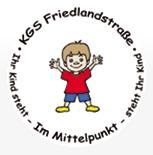 • KGS Friedlandstraße •
Ihr Kind steht - Im Mittelpunkt - steht Ihr Kind